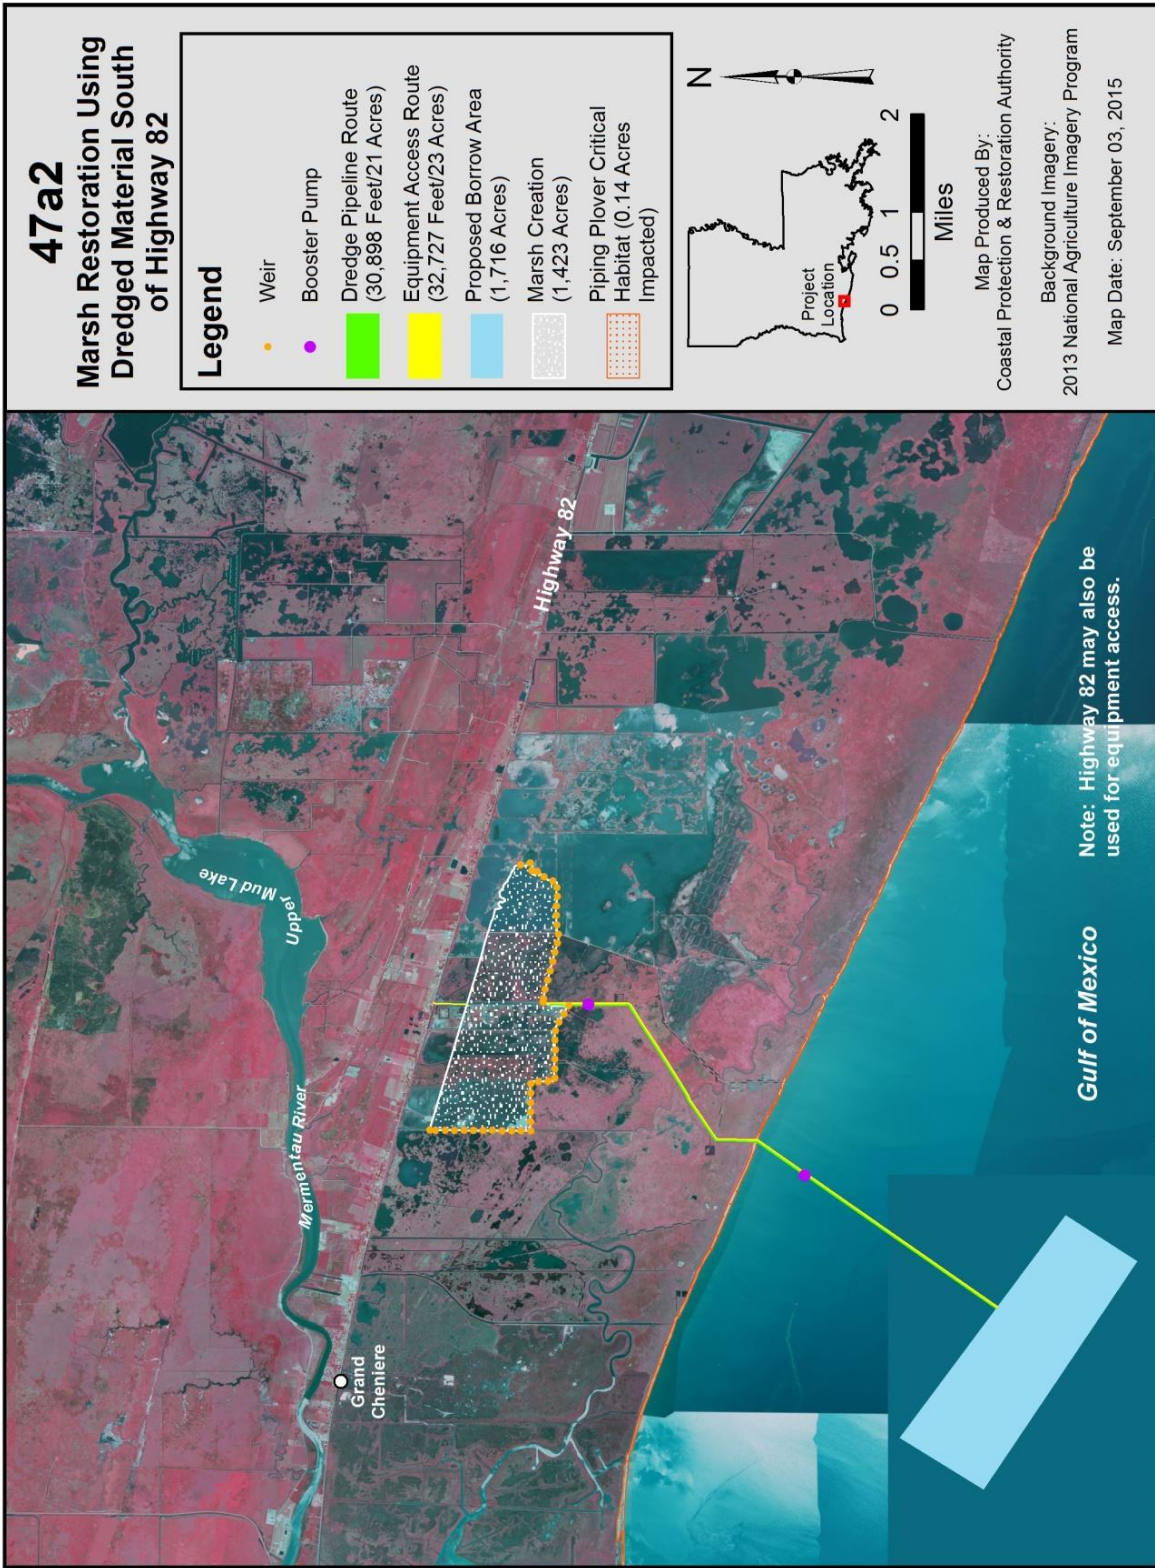 47a2
Marsh Restoration Using
Dredged Material South
of Highway 82
Legend
Weir
Booster Pump
Dredge Pipeline Route
(30,898 Feet/21 Acres)
Equipment Access Route
(32,727 Feet/23 Acres)
Proposed Borrow Area
(1,716 Acres)
Marsh Creation
(1,423 Acres)
Piping Plover Critical
Habitat (0.14 Acres
Impacted)
N
Project
Location
0 0.5 1 2
Miles
Map Produced By:
Coastal Protection & Restoration Authority
Background Imagery:
2013 National Agriculture Imagery Program
Map Date: September 03, 2015
Upper Mud Lake
Mermentau River
Highway 82
Grand
Cheniere
Gulf of Mexico
Note: Highway 82 may also be
used for equipment access.